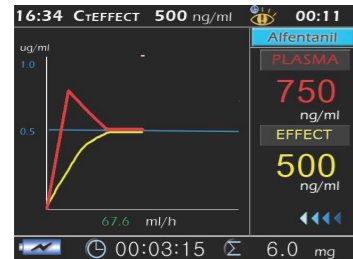 16:34 CTEFFECT 500 ng/ml 00:11
Alfentanil
ug/ml
PLASMA
1.0
750
ng/ml
0.5
EFFECT
500
ng/ml
67.6 ml/h
00:03:15 Σ 6.0 mg